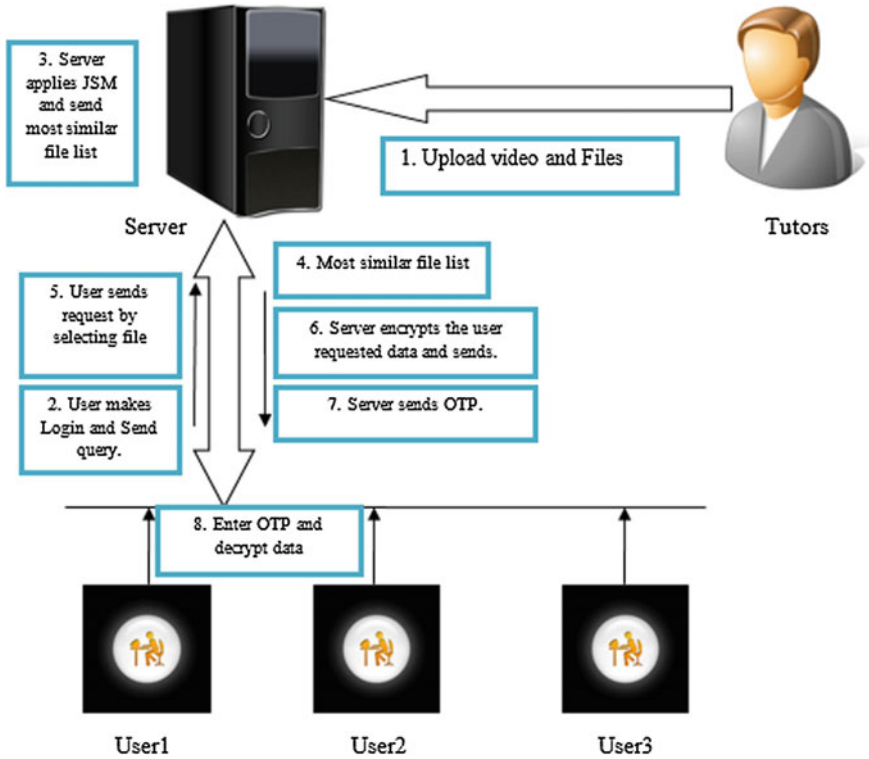 3. Server
applies JSM
and send
most similar
file list
1. Upload video and Files
Server
Tutors
4. Most similar file list
5. User sends
request by
selecting file
6. Server encrypts the user
requested data and sends.
2. User makes
Login and Send
query.
7. Server sends OTP.
8. Enter OTP and
decrypt data
User1
User2
User3